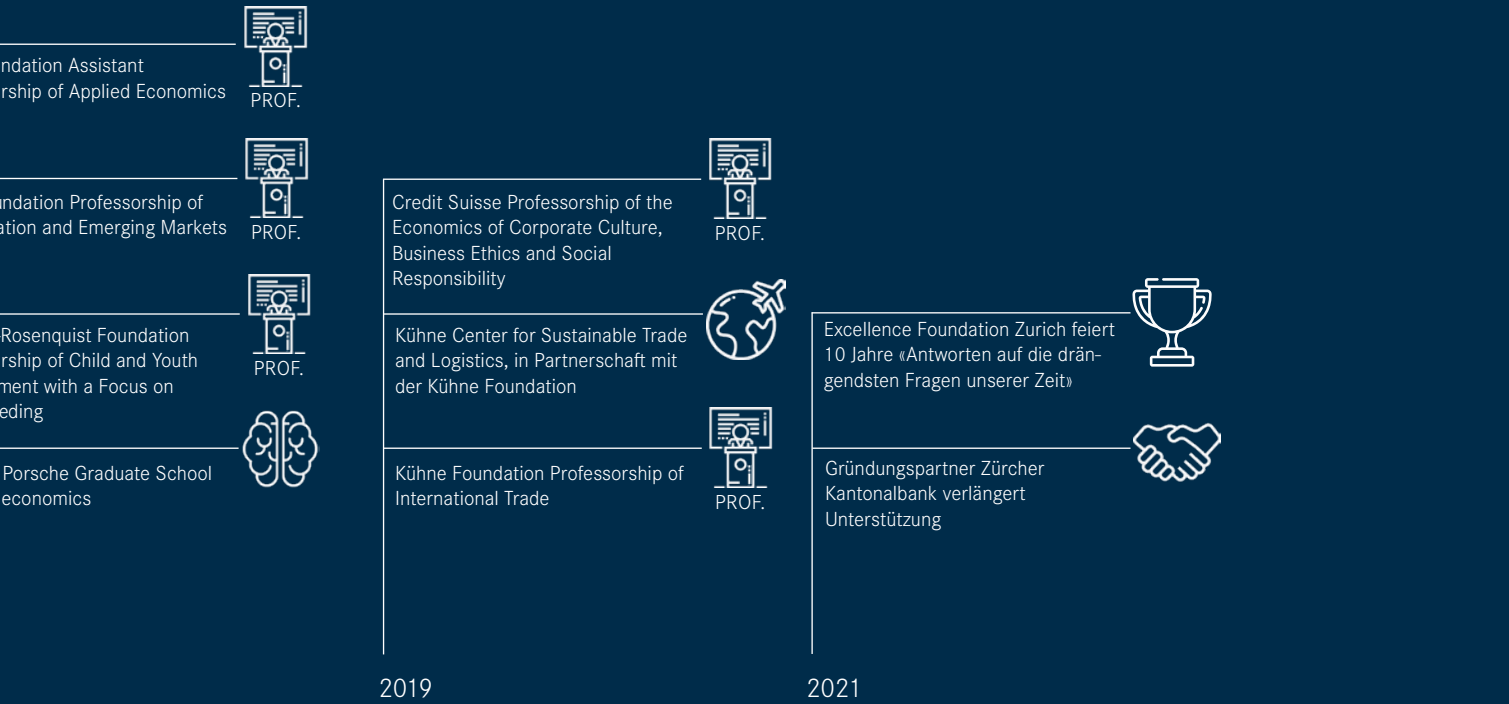 ndation Assistant
rship of Applied Economics
PROF.
undation Professorship of
ation and Emerging Markets
PROF.
-Rosenquist Foundation
rship of Child and Youth
ment with a Focus on
eding
PROF.
Porsche Graduate School
economics
Credit Suisse Professorship of the
Economics of Corporate Culture,
Business Ethics and Social
Responsibility
PROF.
Kühne Center for Sustainable Trade
and Logistics, in Partnerschaft mit
der Kühne Foundation
Kühne Foundation Professorship of
International Trade
PROF.
2019
Excellence Foundation Zurich feiert
10 Jahre «Antworten auf die drän-
gendsten Fragen unserer Zeit»
Gründungspartner Zürcher
Kantonalbank verlängert
Unterstützung
2021